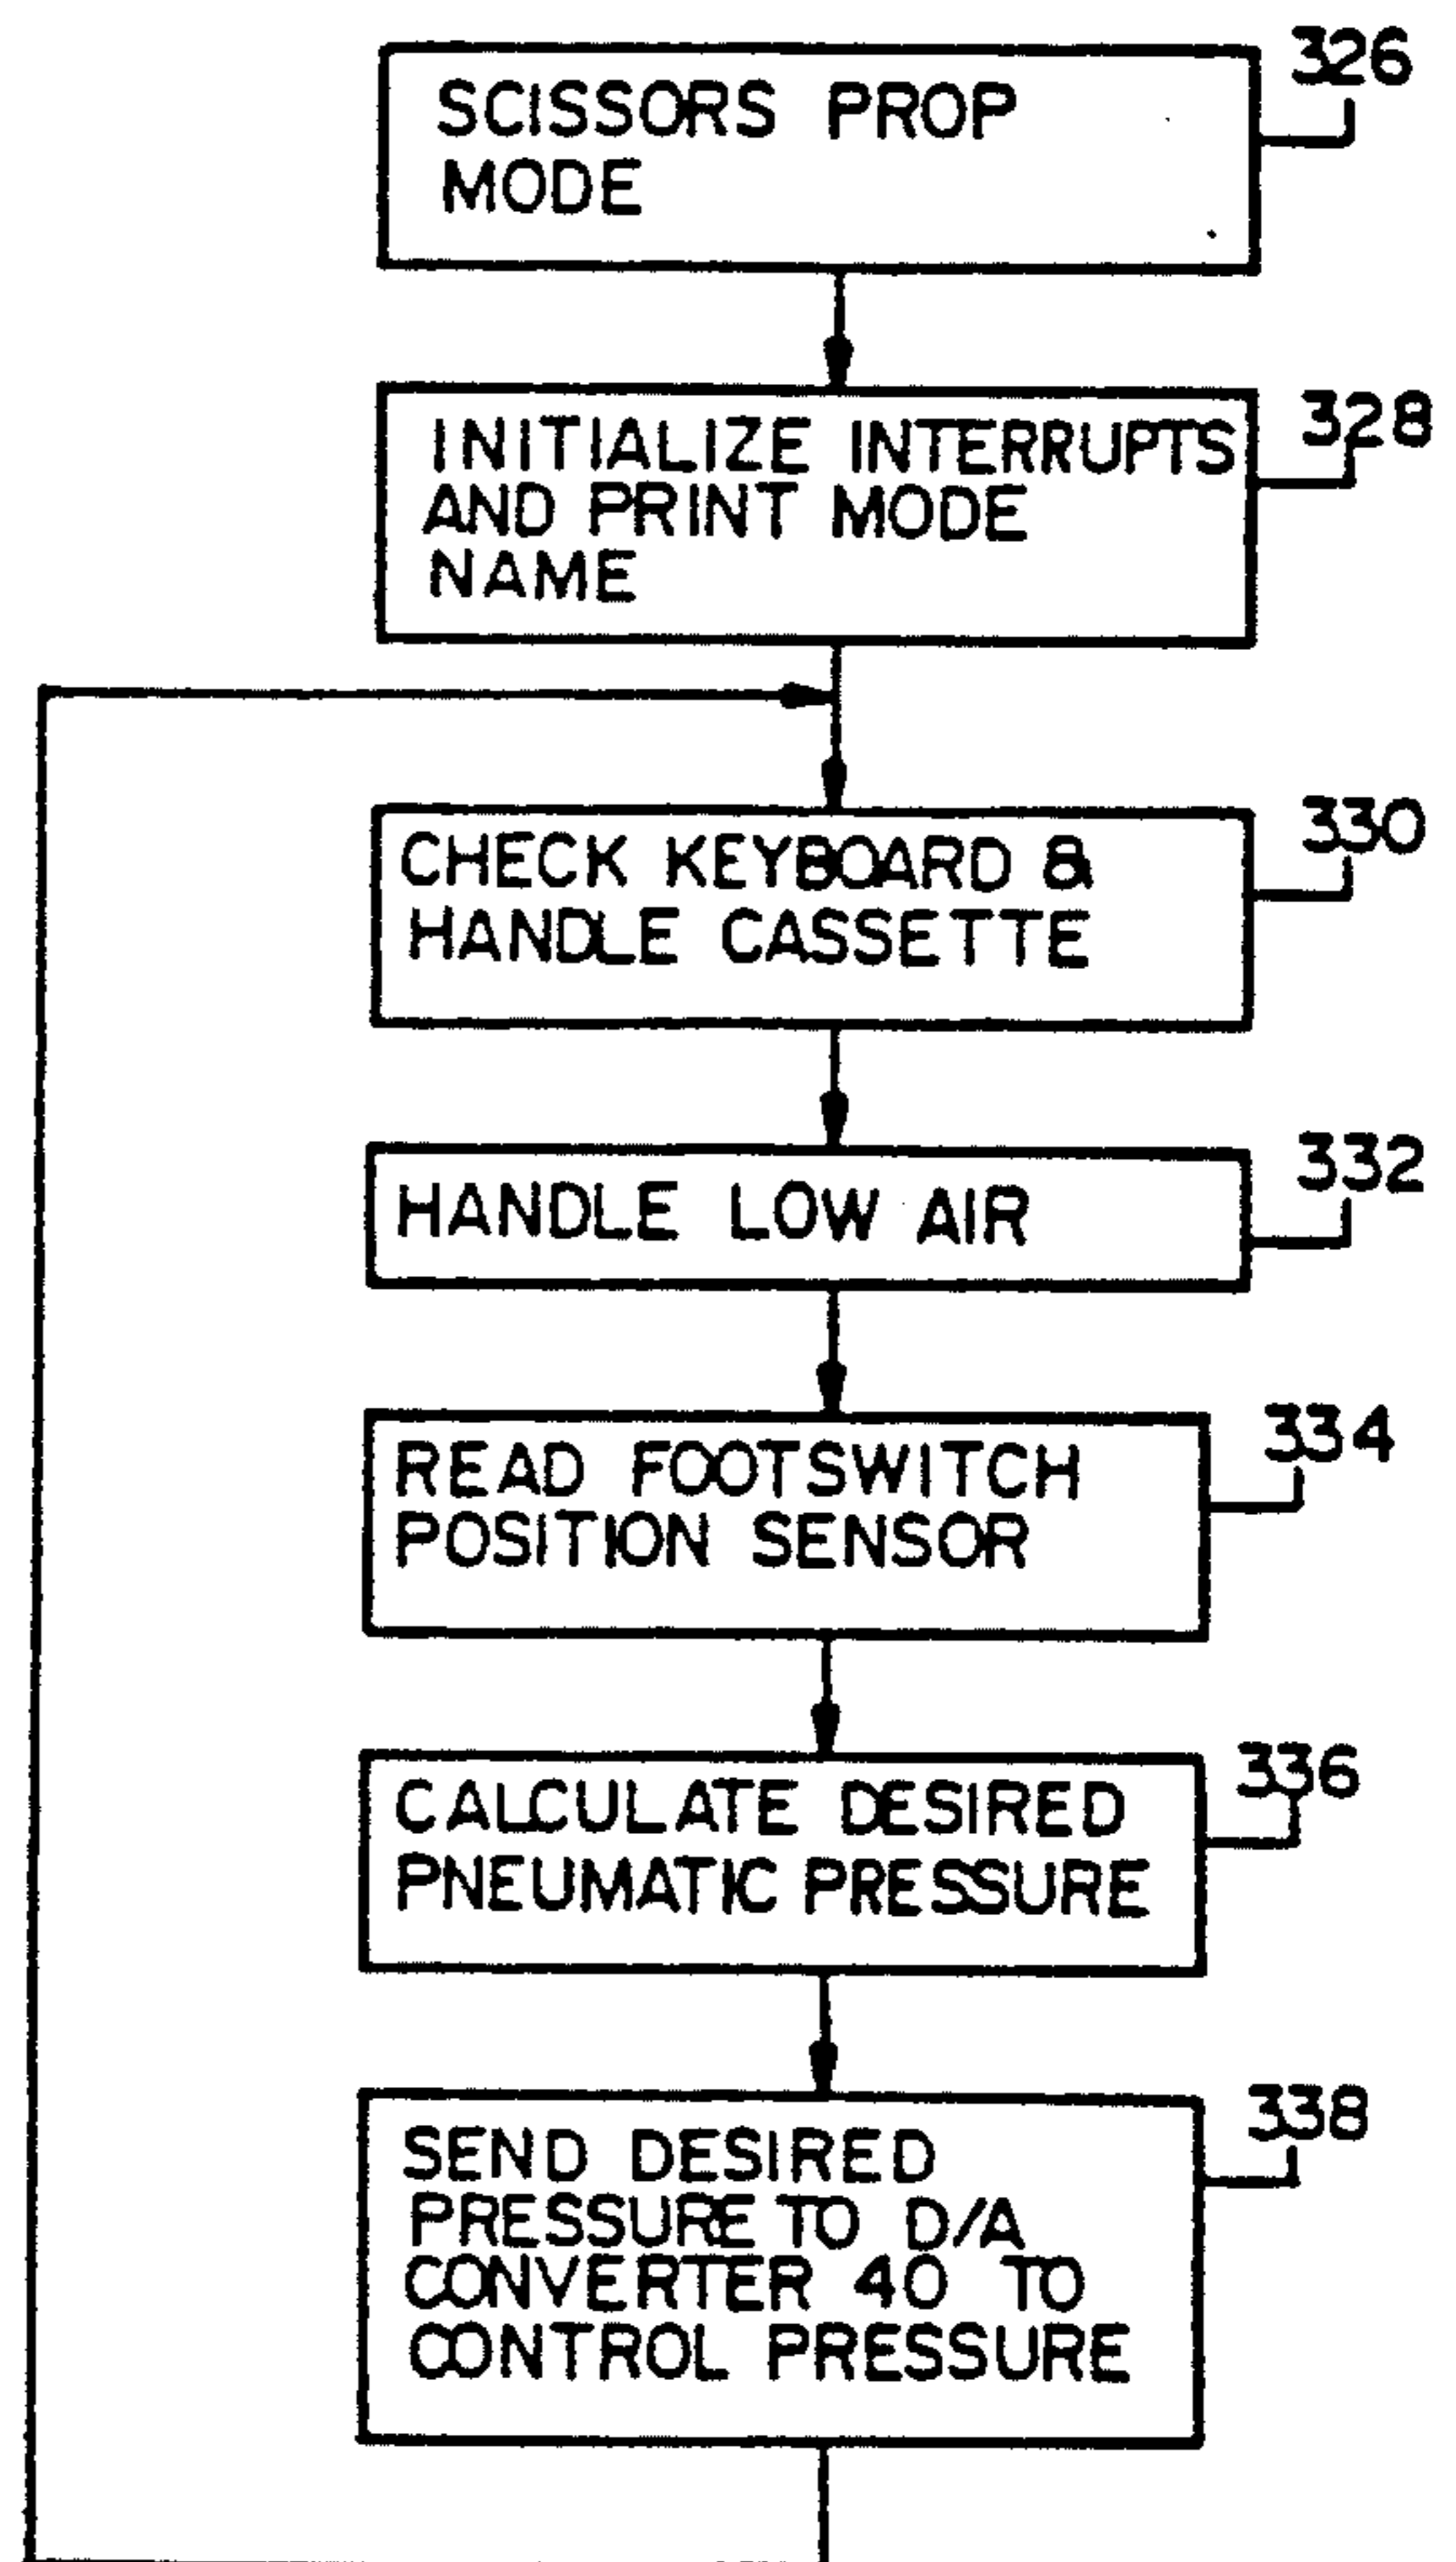 326
SCISSORS PROP
MODE
328
INITIALIZE INTERRUPTS
AND PRINT MODE
NAME
330
CHECK KEYBOARD &
HANDLE CASSETTE
332
HANDLE LOW AIR
334
READ FOOTSWITCH
POSITION SENSOR
336
CALCULATE DESIRED
PNEUMATIC PRESSURE
338
SEND DESIRED
PRESSURE TO D/A
CONVERTER 40 TO
CONTROL PRESSURE